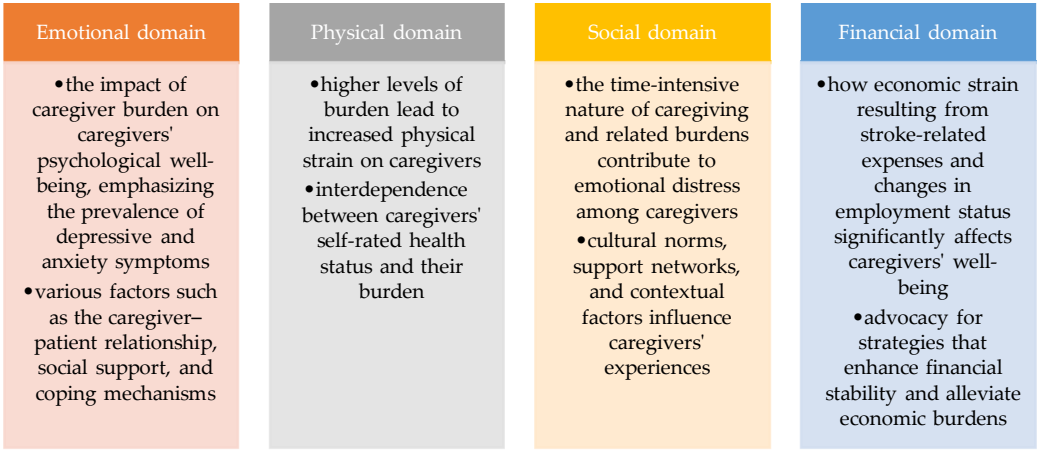 Emotional domain
•the impact of
caregiver burden on
caregivers'
psychological well-
being, emphasizing
the prevalence of
depressive and
anxiety symptoms
•various factors such
as the caregiver–
patient relationship,
social support, and
coping mechanisms
Physical domain
•higher levels of
burden lead to
increased physical
strain on caregivers
•interdependence
between caregivers'
self-rated health
status and their
burden
Social domain
•the time-intensive
nature of caregiving
and related burdens
contribute to
emotional distress
among caregivers
•cultural norms,
support networks,
and contextual
factors influence
caregivers'
experiences
Financial domain
•how economic strain
resulting from
stroke-related
expenses and
changes in
employment status
significantly affects
caregivers' well-
being
•advocacy for
strategies that
enhance financial
stability and alleviate
economic burdens